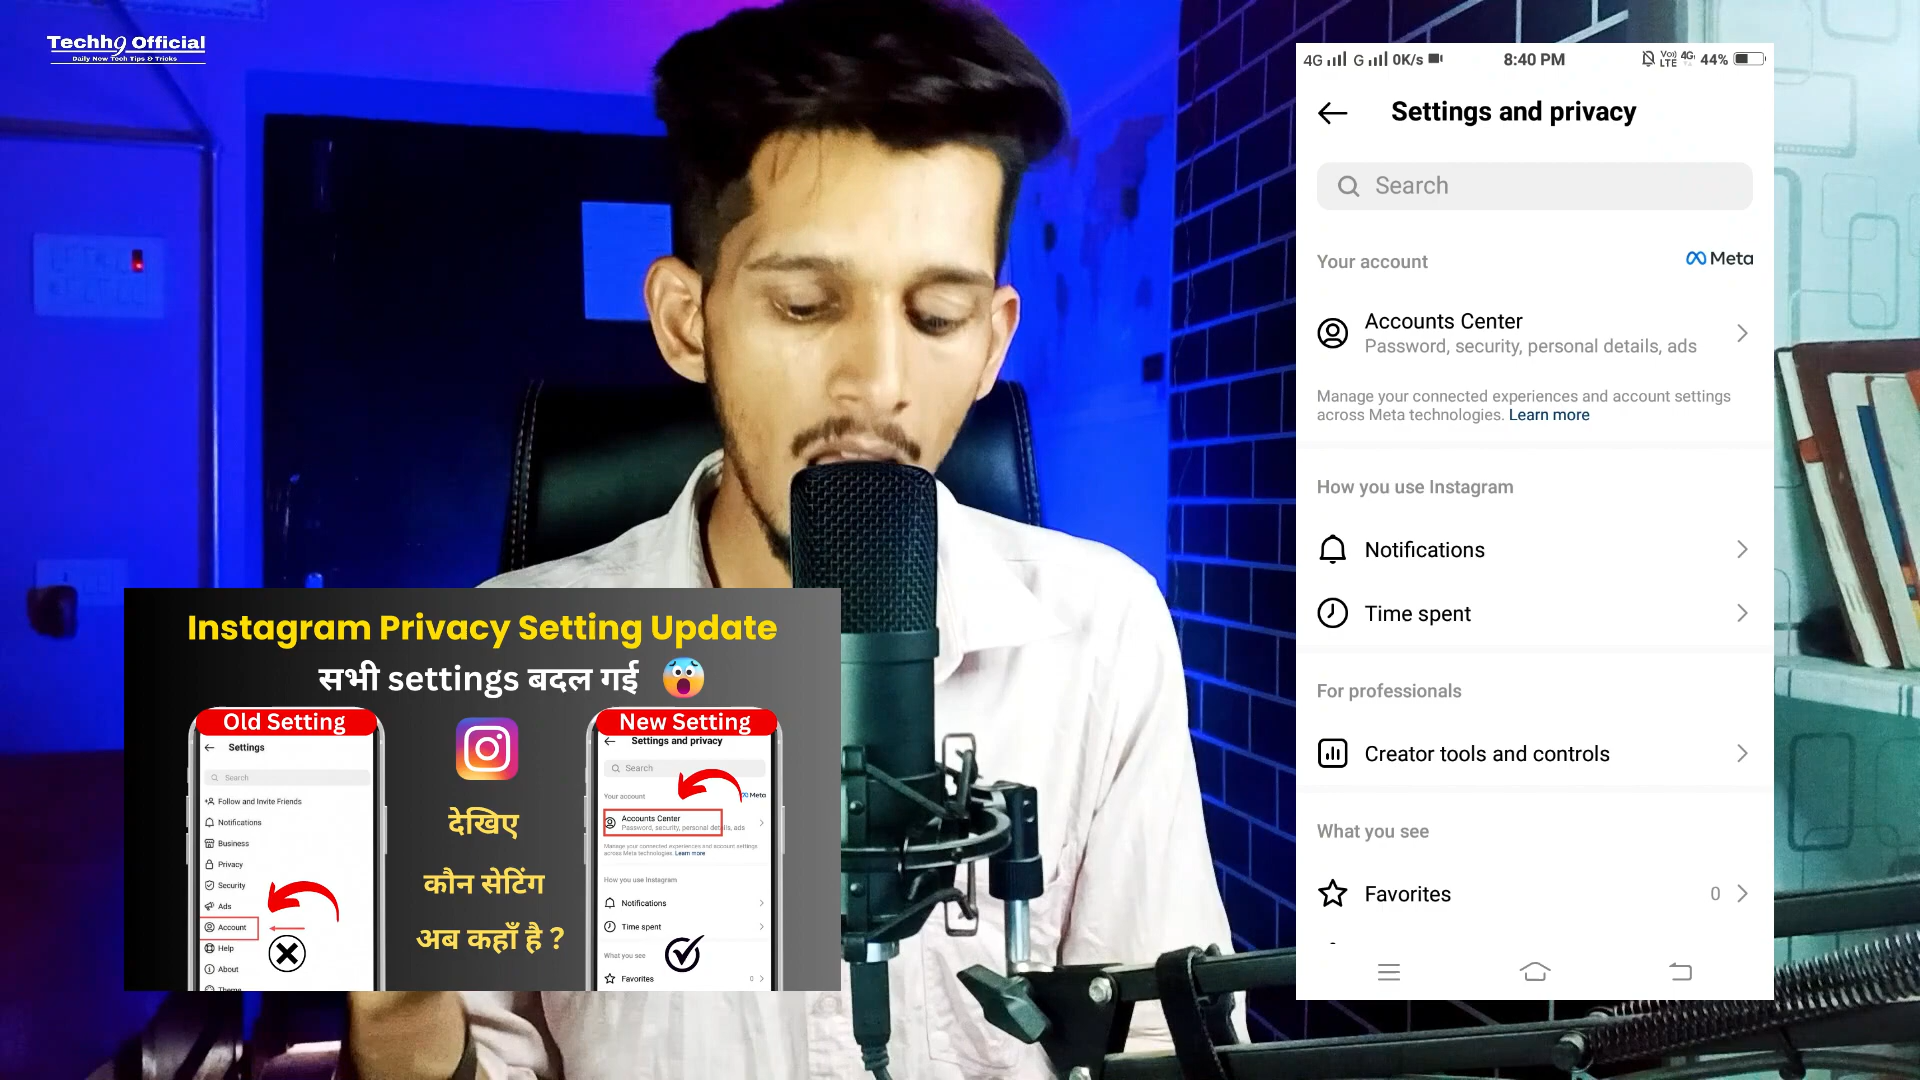 Techh9 Official
Daily New Tech Tips & Tricks
4G G 0K/s 8:40 PM Vo) LTE 4G 44%
Settings and privacy
Search
Your account
Meta
Accounts Center
Password, security, personal details, ads
Manage your connected experiences and account settings
across Meta technologies. Learn more
How you use Instagram
Notifications
Time spent
For professionals
Creator tools and controls
What you see
Favorites 0
Instagram Privacy Setting Update
सभी settings बदल गई
Old Setting
Settings
Search
Follow and Invite Friends
Notifications
Business
Privacy
Security
Ads
Account
Help
About
Theme
देखिए
कौन सेटिंग
अब कहाँ है ?
New Setting
Settings and privacy
Search
Your account
Meta
Accounts Center
Password, security, personal details, ads
Manage your connected experiences and account settings
across Meta technologies. Learn more
How you use Instagram
Notifications
Time spent
What you see
Favorites 0